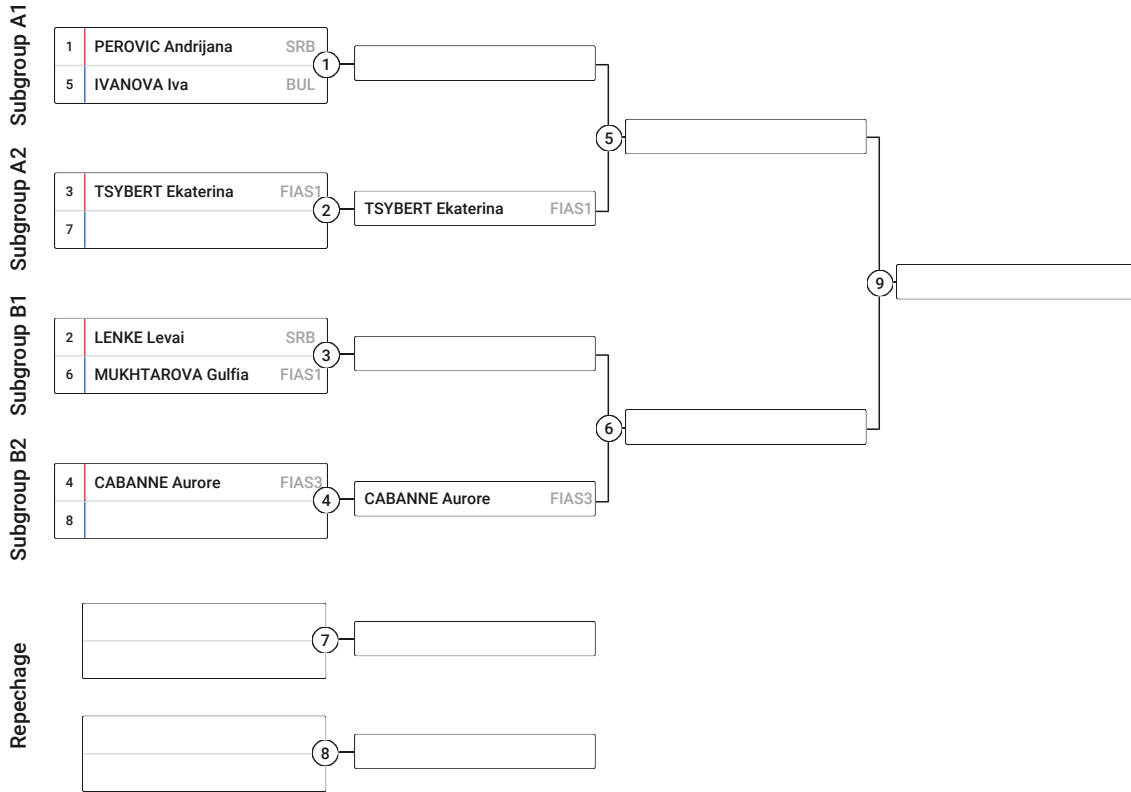 Subgroup A1
1 PEROVIC Andrijana SRB
5 IVANOVA Iva BUL
1
5
Subgroup A2
3 TSYBERT Ekaterina FIAS1
7
2
TSYBERT Ekaterina FIAS1
9
Subgroup B1
2 LENKE Levai SRB
6 MUKHTAROVA Gulfia FIAS1
3
6
Subgroup B2
4 CABANNE Aurore FIAS3
8
4
CABANNE Aurore FIAS3
Repechage
7
8